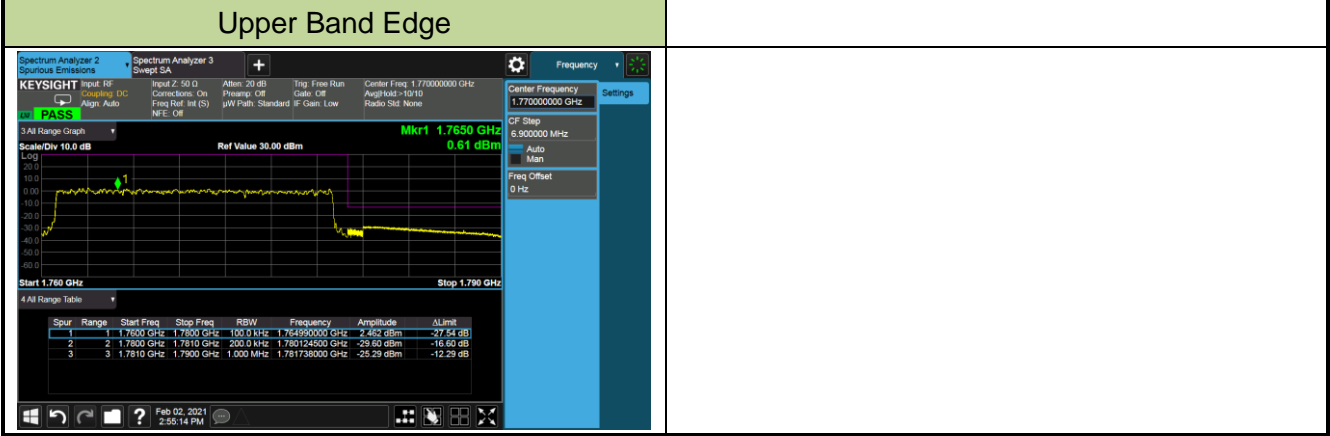 Upper Band Edge
Spectrum Analyzer 2
Spurious Emissions
Spectrum Analyzer 3
Swept SA
Frequency
KEYSIGHT
Input: RF
Coupling: DC
Align: Auto
Input Z: 50 Ω
Corrections: On
Freq Ref: Int (S)
NFE: Off
Atten: 20 dB
Preamp: Off
µW Path: Standard
Trig: Free Run
Gate: Off
IF Gain: Low
Center Freq: 1.770000000 GHz
Avg|Hold:>10/10
Radio Std: None
PASS
Center Frequency
1.770000000 GHz
Settings
CF Step
6.900000 MHz
Auto
Man
Freq Offset
0 Hz
3 All Range Graph
Mkr1 1.7650 GHz
Scale/Div 10.0 dB
Ref Value 30.00 dBm
0.61 dBm
Log
20.0
10.0
0.00
-10.0
-20.0
-30.0
-40.0
-50.0
-60.0
1
Start 1.760 GHz
Stop 1.790 GHz
4 All Range Table
Spur Range Start Freq Stop Freq RBW Frequency Amplitude ΔLimit
1 1 1.7600 GHz 1.7800 GHz 100.0 kHz 1.764990000 GHz 2.462 dBm -27.54 dB
2 2 1.7800 GHz 1.7810 GHz 200.0 kHz 1.780124500 GHz -29.60 dBm -16.60 dB
3 3 1.7810 GHz 1.7900 GHz 1.000 MHz 1.781738000 GHz -25.29 dBm -12.29 dB
?
Feb 02, 2021
2:55:14 PM